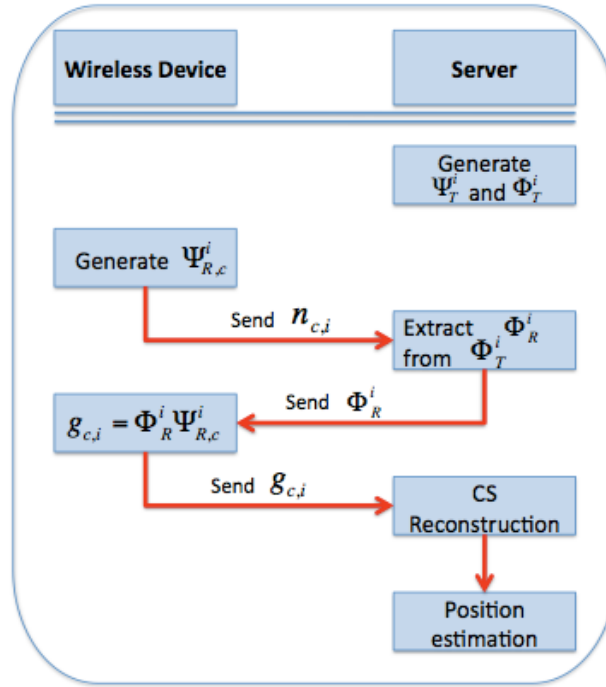 Wireless Device
Server
Generate
Ψ_T^i and Φ_T^i
Generate Ψ_{R,c}^i
Send n_{c,i}
Extract Φ_R^i
from Φ_T^i
Send Φ_R^i
g_{c,i} = Φ_R^i Ψ_{R,c}^i
Send g_{c,i}
CS
Reconstruction
Position
estimation